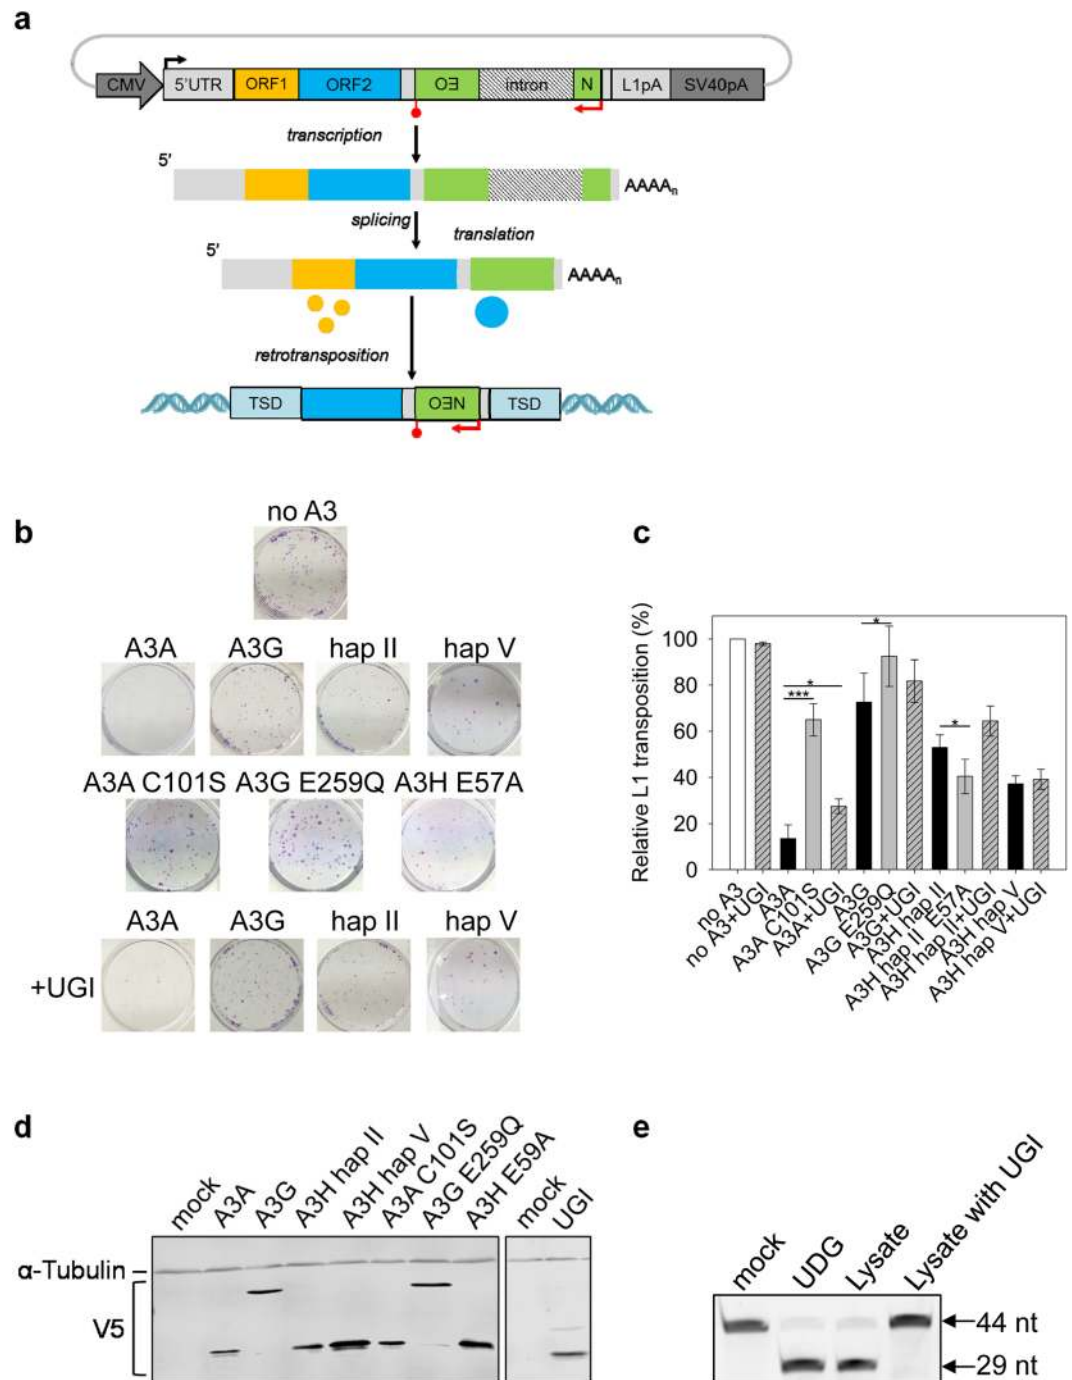 a
CMV 5'UTR ORF1 ORF2 OƎ intron N L1pA SV40pA
transcription
5' AAAAn
splicing translation
5' AAAAn
retrotransposition
TSD OƎN TSD
b
no A3
A3A A3G hap II hap V
A3A C101S A3G E259Q A3H E57A
A3A A3G hap II hap V
+UGI
c
Relative L1 transposition (%)
100
80
60
40
20
0
*
***
*
*
no A3
no A3+UGI
A3A
A3A C101S
A3A+UGI
A3G
A3G E259Q
A3G+UGI
A3H hap II
A3H hap II E57A
A3H hap II+UGI
A3H hap V
A3H hap V+UGI
d
mock A3A A3G A3H hap II A3H hap V A3A C101S A3G E259Q A3H E59A mock UGI
α-Tubulin
V5
e
mock UDG Lysate Lysate with UGI
44 nt
29 nt